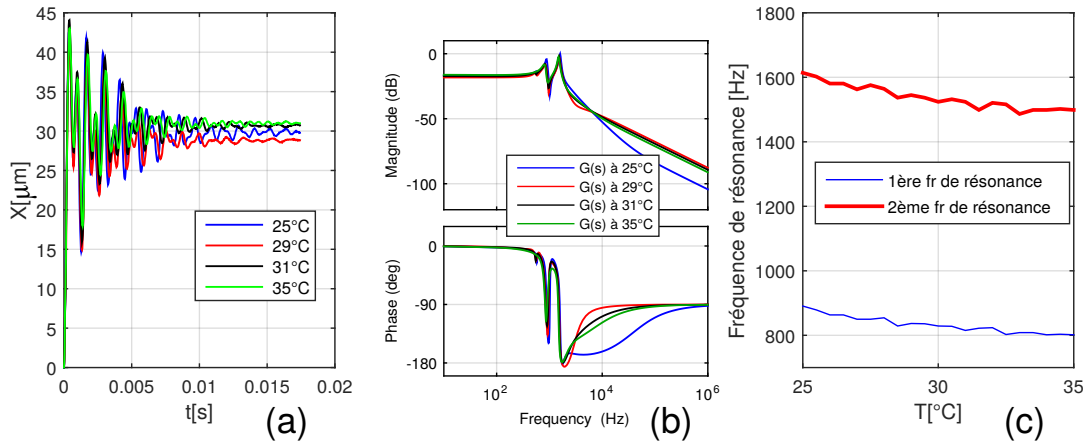 45
40
35
30
25
20
15
10
5
0
X[µm]
0
0.005
0.01
0.015
0.02
t[s]
25°C
29°C
31°C
35°C
(a)
0
-50
-100
Magnitude (dB)
G(s) à 25°C
G(s) à 29°C
G(s) à 31°C
G(s) à 35°C
0
-90
-180
Phase (deg)
10²
10⁴
10⁶
Frequency (Hz)
(b)
1800
1600
1400
1200
1000
800
Fréquence de résonance [Hz]
1ère fr de résonance
2ème fr de résonance
25
30
35
T[°C]
(c)